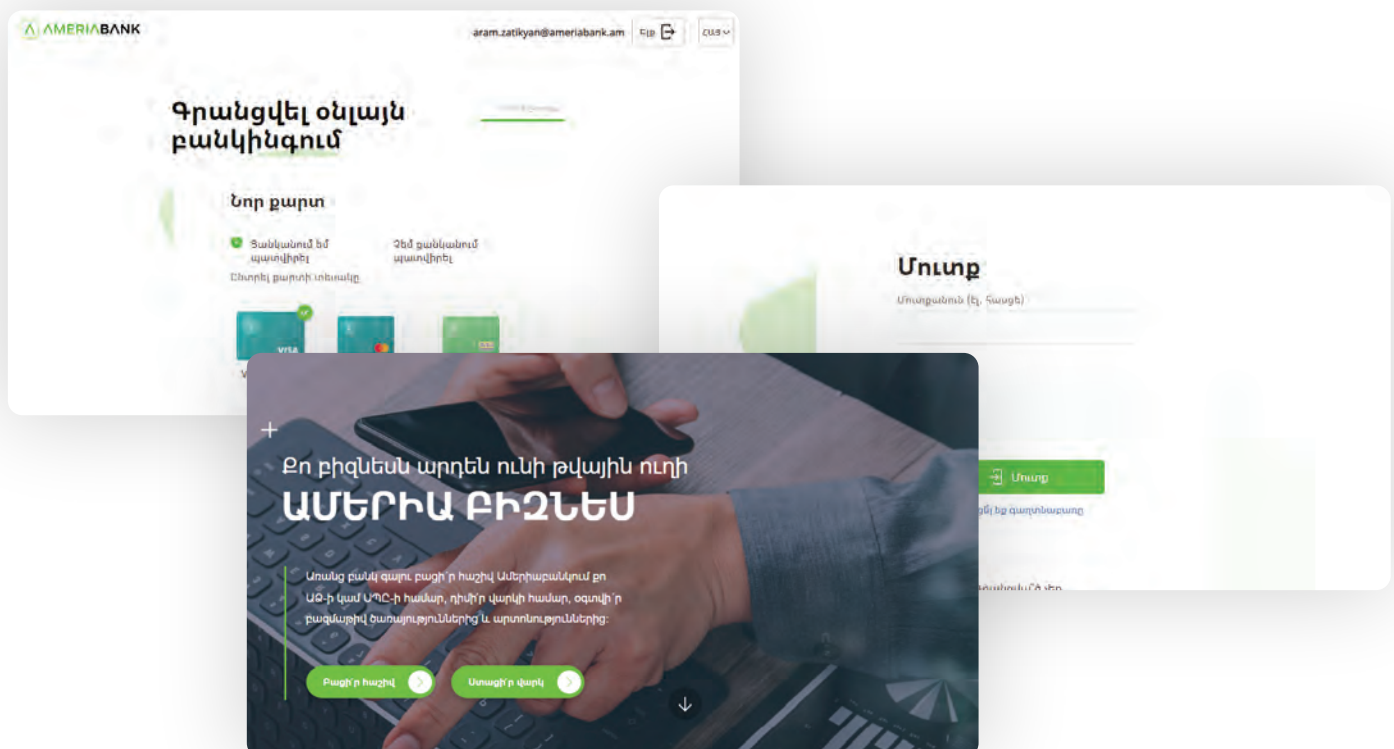 AMERIABANK
aram.zatikyan@ameriabank.am
Ելք
ՀԱՅ
Գրանցվել օնլայն
բանկինգում
Նոր քարտ
Ցանկանում եմ
պատվիրել
Չեմ ցանկանում
պատվիրել
Ընտրել քարտի տեսակը
VISA
Մուտք
Մուտքանուն (էլ. հասցե)
Մուտք
եք գաղտնաբառը
Քո բիզնեսն արդեն ունի թվային ուղի
ԱՄԵՐԻԱ ԲԻԶՆԵՍ
Առանց բանկ գալու բացի՛ր հաշիվ Ամերիաբանկում քո
ԱՁ-ի կամ ՍՊԸ-ի համար, դիմի՛ր վարկի համար, օգտվի՛ր
բազմաթիվ ծառայություններից և արտոնություններից:
Բացի՛ր հաշիվ
Ստացի՛ր վարկ